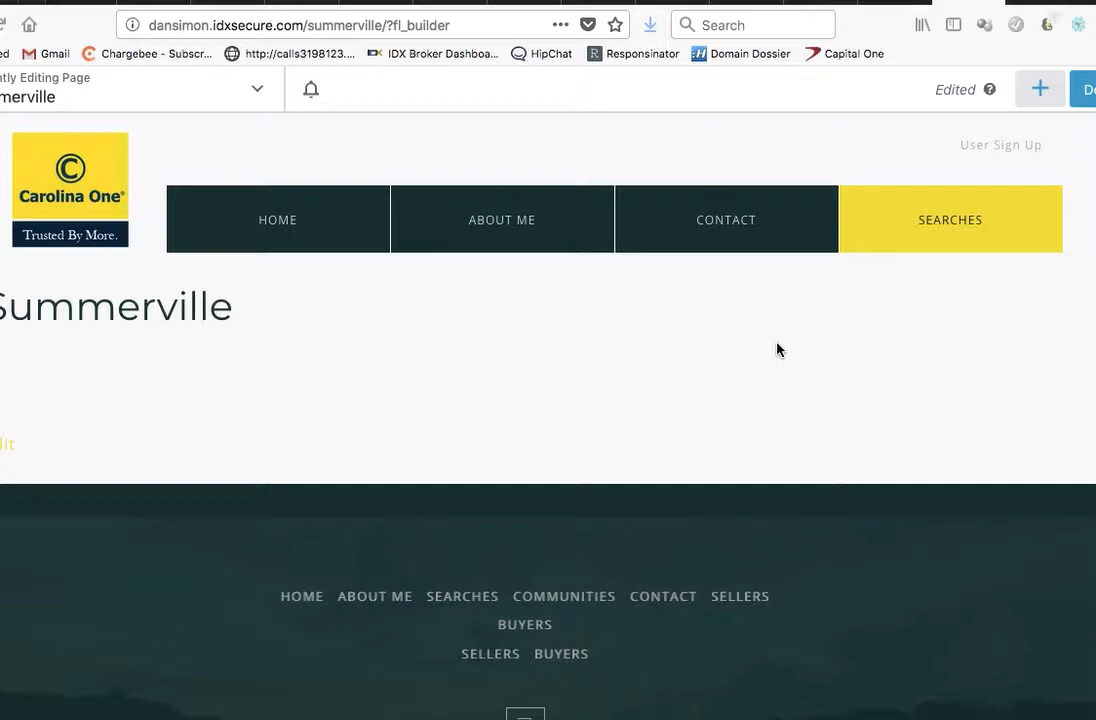 dansimon.idxsecure.com/summerville/?fl_builder
Search
Gmail
Chargebee - Subscr...
http://calls3198123....
IDX Broker Dashboa...
HipChat
Responsinator
Domain Dossier
Capital One
ntly Editing Page
merville
Edited
User Sign Up
© Carolina One®
Trusted By More.
HOME ABOUT ME CONTACT SEARCHES
Summerville
lit
HOME ABOUT ME SEARCHES COMMUNITIES CONTACT SELLERS
BUYERS
SELLERS BUYERS